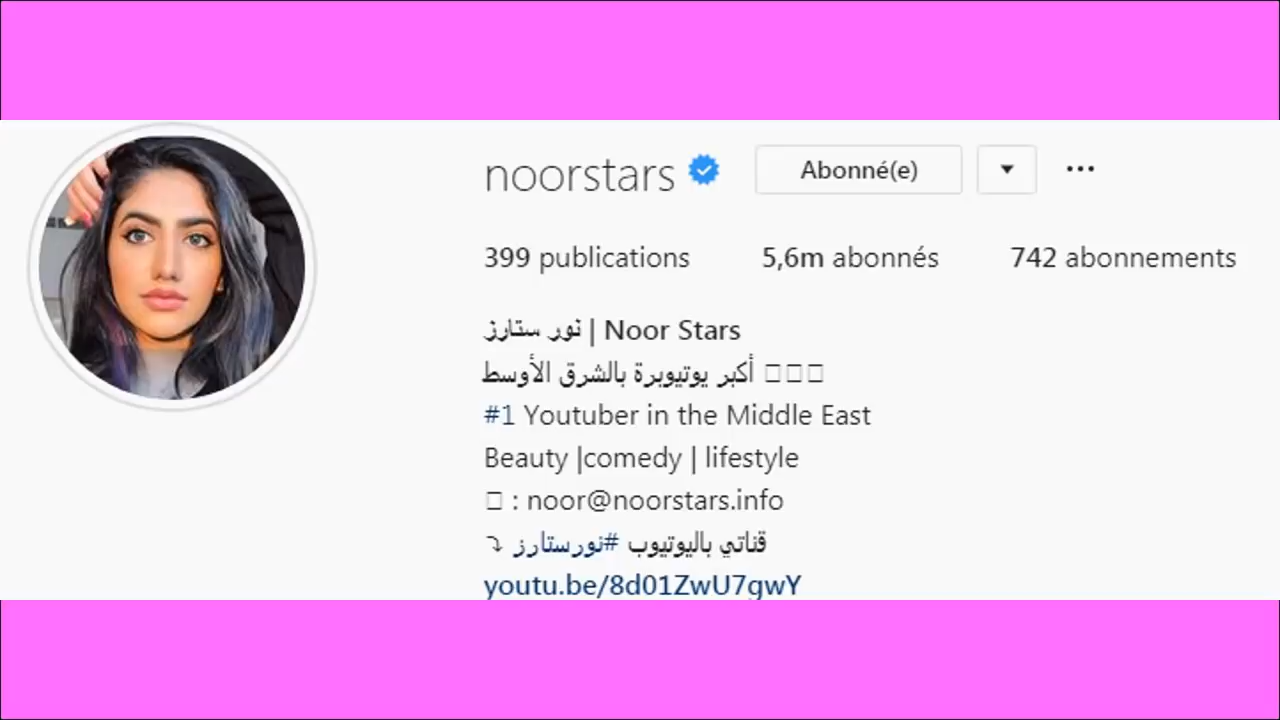 noorstars
Abonné(e)
399 publications 5,6m abonnés 742 abonnements
نور ستارز | Noor Stars
أكبر يوتيوبرة بالشرق الأوسط
#1 Youtuber in the Middle East
Beauty |comedy | lifestyle
: noor@noorstars.info
قناتي باليوتيوب #نورستارز ⤵
youtu.be/8d01ZwU7gwY